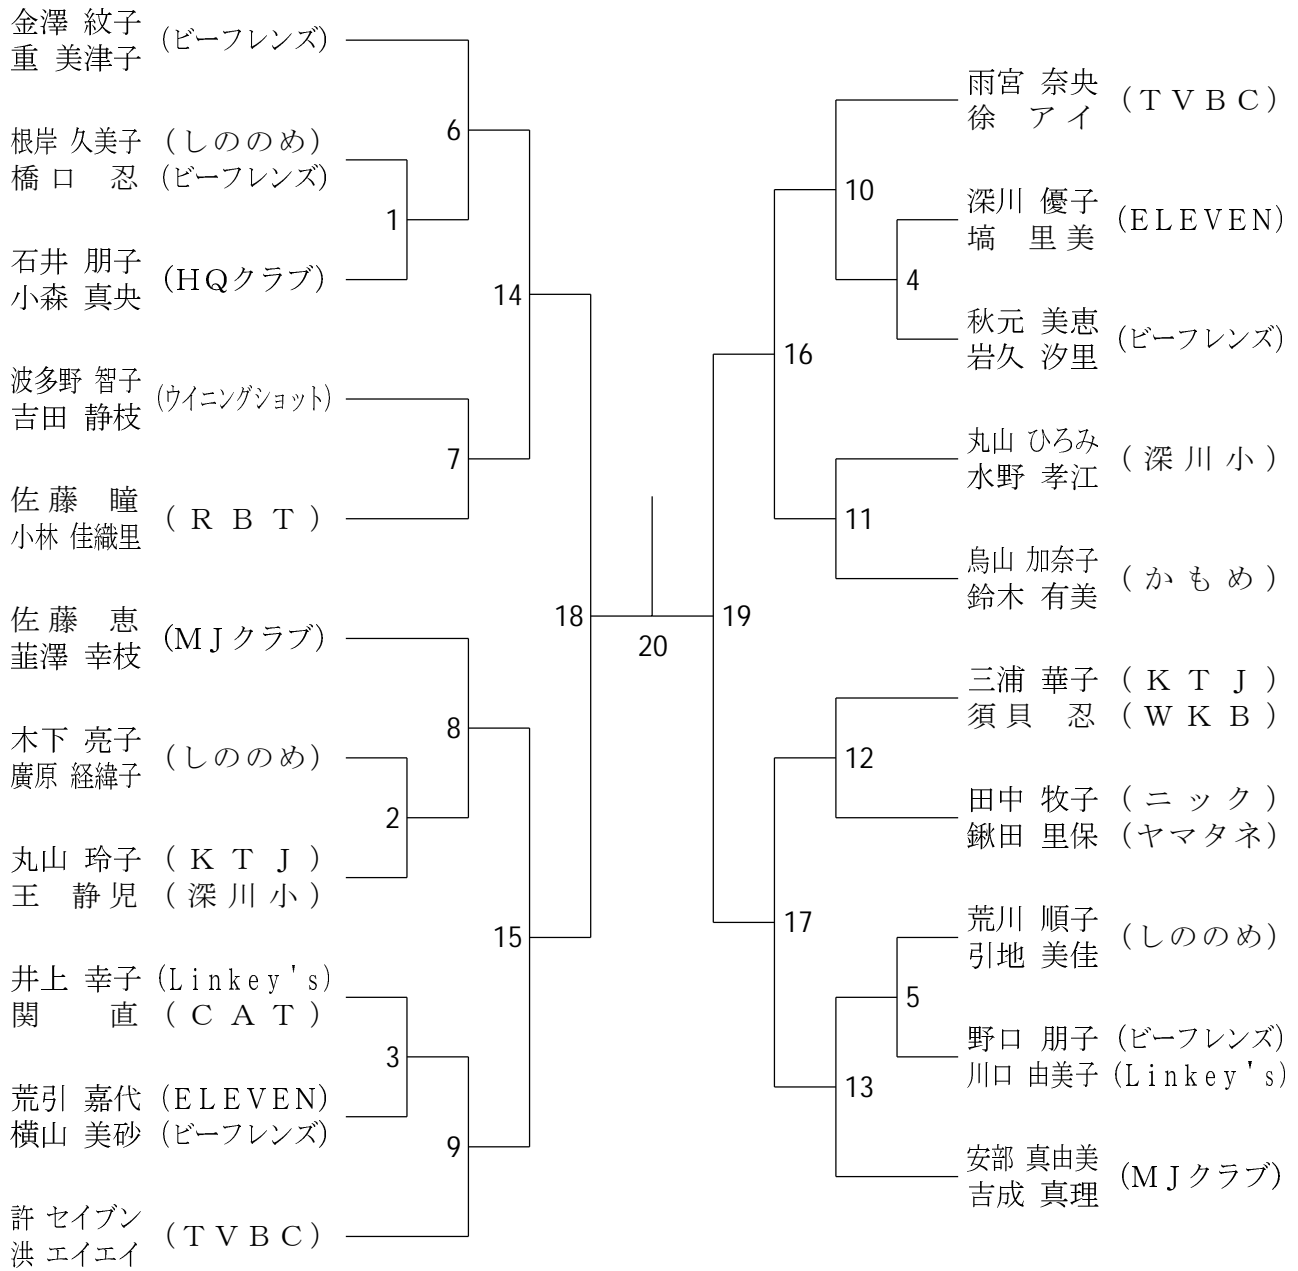 金澤 紋子 (ビーフレンズ)
重 美津子
根岸 久美子 (しののめ)
橋口 忍 (ビーフレンズ)
石井 朋子 (HQクラブ)
小森 真央
波多野 智子 (ウイニングショット)
吉田 静枝
佐藤 瞳 (RBT)
小林 佳織里
佐藤 恵 (MJクラブ)
韮澤 幸枝
木下 亮子 (しののめ)
廣原 経緯子
丸山 玲子 (KTJ)
王 静児 (深川小)
井上 幸子 (Linkey's)
関 直 (CAT)
荒引 嘉代 (ELEVEN)
横山 美砂 (ビーフレンズ)
許 セイブン (TVBC)
洪 エイエイ
6
1
14
7
18
8
2
15
3
9
20
10
4
16
11
19
12
17
5
13
雨宮 奈央 (TVBC)
徐 アイ
深川 優子 (ELEVEN)
塙 里美
秋元 美恵 (ビーフレンズ)
岩久 汐里
丸山 ひろみ (深川小)
水野 孝江
烏山 加奈子 (かもめ)
鈴木 有美
三浦 華子 (KTJ)
須貝 忍 (WKB)
田中 牧子 (ニック)
鍬田 里保 (ヤマタネ)
荒川 順子 (しののめ)
引地 美佳
野口 朋子 (ビーフレンズ)
川口 由美子 (Linkey's)
安部 真由美 (MJクラブ)
吉成 真理